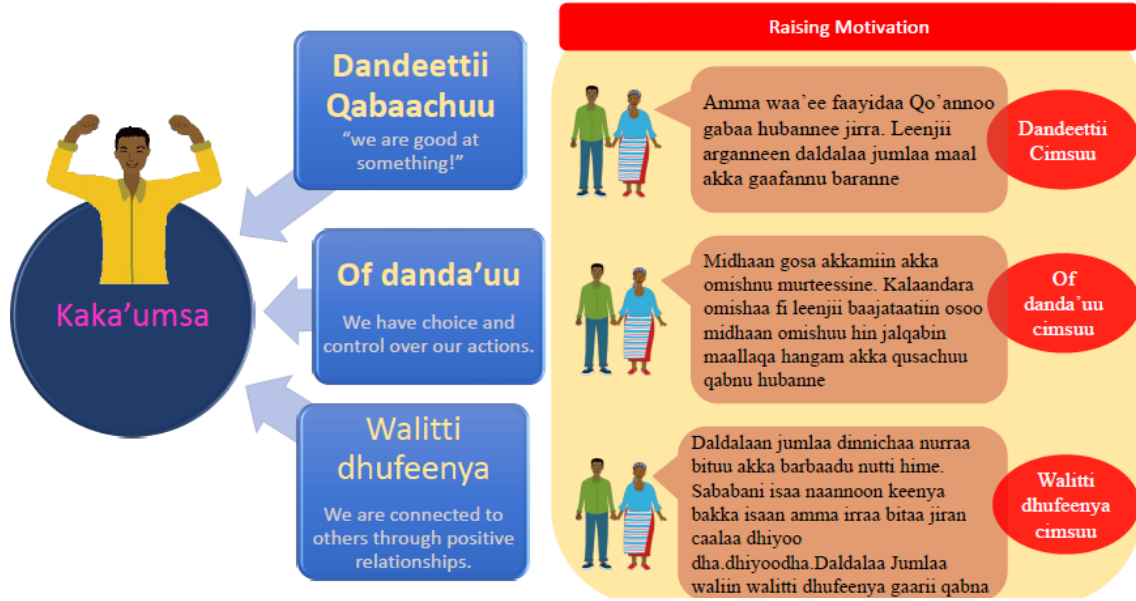 Kaka’umsa
Dandeettii
Qabaachuu
“we are good at
something!”
Of danda’uu
We have choice and
control over our actions.
Walitti
dhufeenya
We are connected to
others through positive
relationships.
Raising Motivation
Amma waa’ee faayidaa Qo’annoo
gabaa hubannee jirra. Leenjii
arganneen daldalaa jumlaa maal
akka gaafannu baranne
Dandeettii
Cimsuu
Midhaan gosa akkamiin akka
omishnu murteessine. Kalaandara
omishaa fi leenjii baajataatiin osoo
midhaan omishuu hin jalqabin
maallaqa hangam akka qusachuu
qabnu hubanne
Of
danda’uu
cimsuu
Daldalaan jumlaa dinnichaa nurraa
bituu akka barbaadu nutti hime.
Sababani isaa naannoon keenya
bakka isaan amma irraa bitaa jiran
caalaa dhiyoo
dha.dhiyoodha.Daldalaa Jumlaa
waliin walitti dhufeenya gaarii qabna
Walitti
dhufeenya
cimsuu